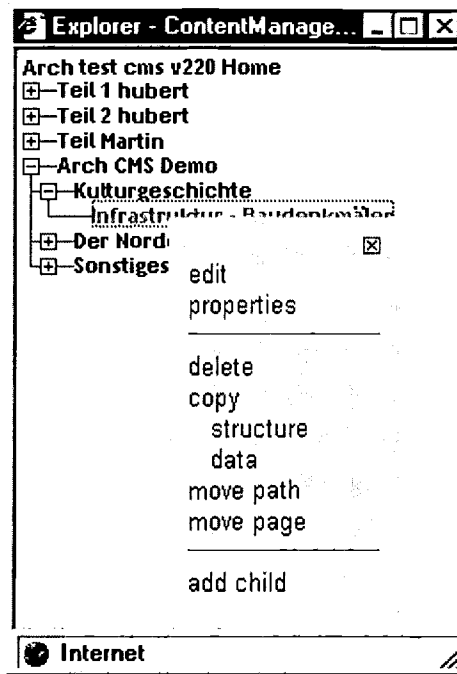 Explorer - ContentManage...
Arch test cms v220 Home
Teil 1 hubert
Teil 2 hubert
Teil Martin
Arch CMS Demo
Kulturgeschichte
Infrastruktur - Baudenkmäler
Der Nord
Sonstiges
edit
properties
delete
copy
structure
data
move path
move page
add child
Internet